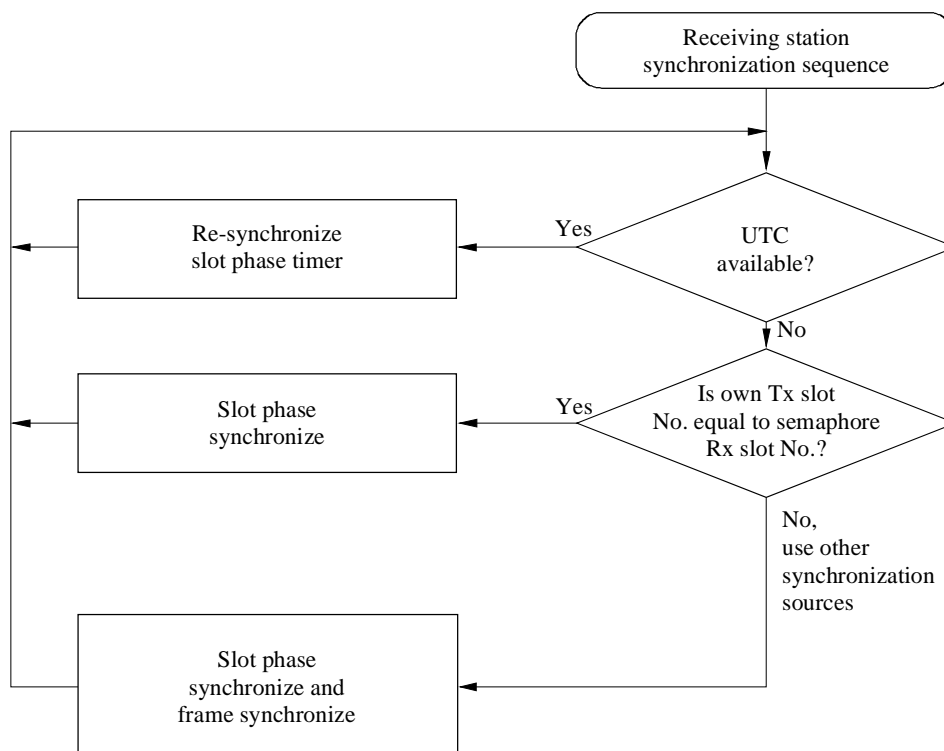 Receiving station
synchronization sequence
Yes
Re-synchronize
slot phase timer
UTC
available?
No
Yes
Slot phase
synchronize
Is own Tx slot
No. equal to semaphore
Rx slot No.?
No,
use other
synchronization
sources
Slot phase
synchronize and
frame synchronize